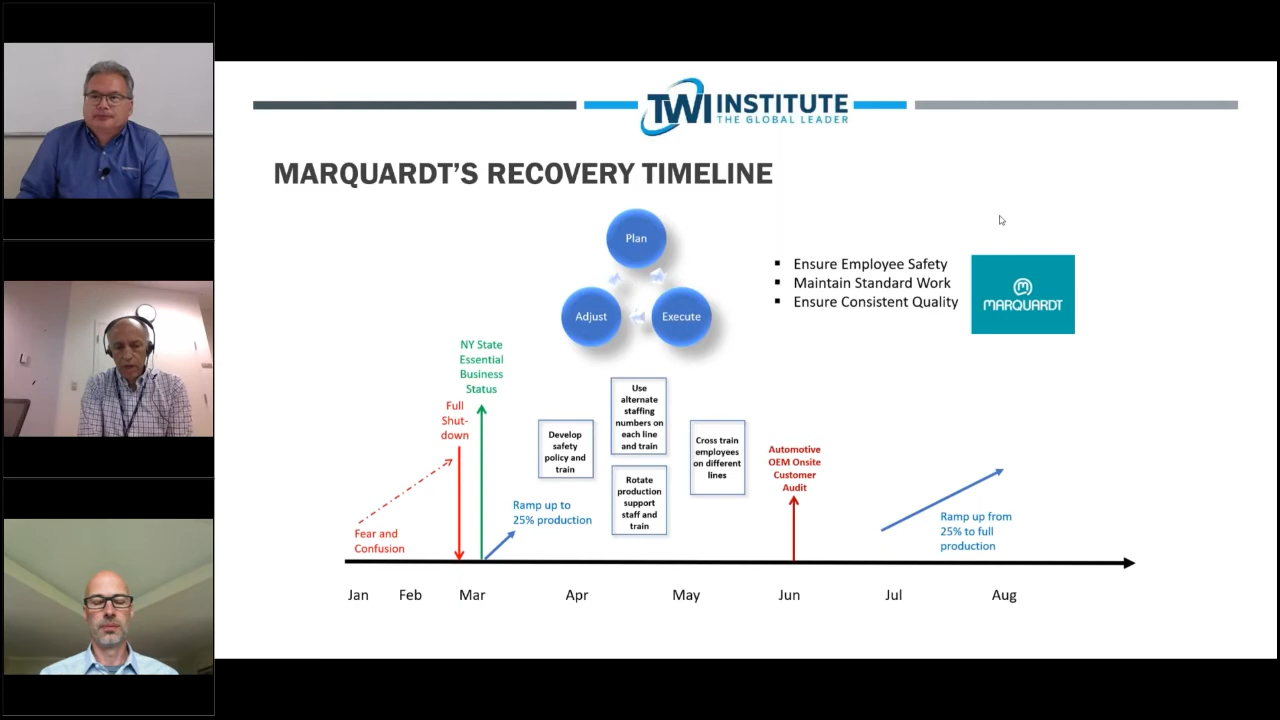 TWI INSTITUTE
THE GLOBAL LEADER
MARQUARDT'S RECOVERY TIMELINE
Plan
Adjust
Execute
▪ Ensure Employee Safety
▪ Maintain Standard Work
▪ Ensure Consistent Quality
MARQUARDT
NY State
Essential
Business
Status
Full
Shut-
down
Fear and
Confusion
Ramp up to
25% production
Develop
safety
policy and
train
Use
alternate
staffing
numbers on
each line
and train
Rotate
production
support
staff and
train
Cross train
employees
on different
lines
Automotive
OEM Onsite
Customer
Audit
Ramp up from
25% to full
production
Jan Feb Mar Apr May Jun Jul Aug